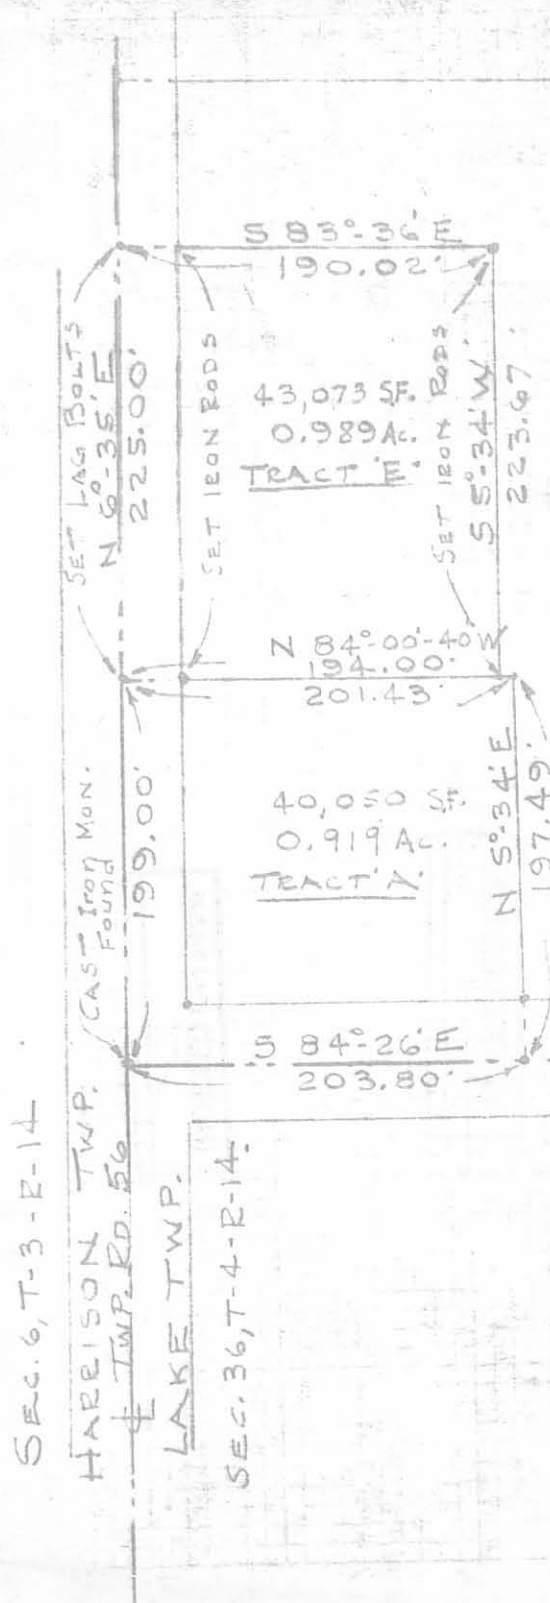 S 83°-36' E
190.02'
SET LAG BOLTS
N 6°-35' E
225.00'
SET IRON RODS
43,073 SF.
0.989 Ac.
TRACT 'E'
SET IRON RODS
S 5°-34' W
223.67'
N 84°-00'-40" W
194.00'
201.43'
CAST Iron MON.
Found
199.00'
40,050 SF.
0.919 Ac.
TRACT 'A'
N 5°-34' E
197.49'
S 84°-26' E
203.80'
SEC. 6, T-3-R-14
HARRISON TWP.
℄ TWP. RD. 56
LAKE TWP.
SEC. 36, T-4-R-14.